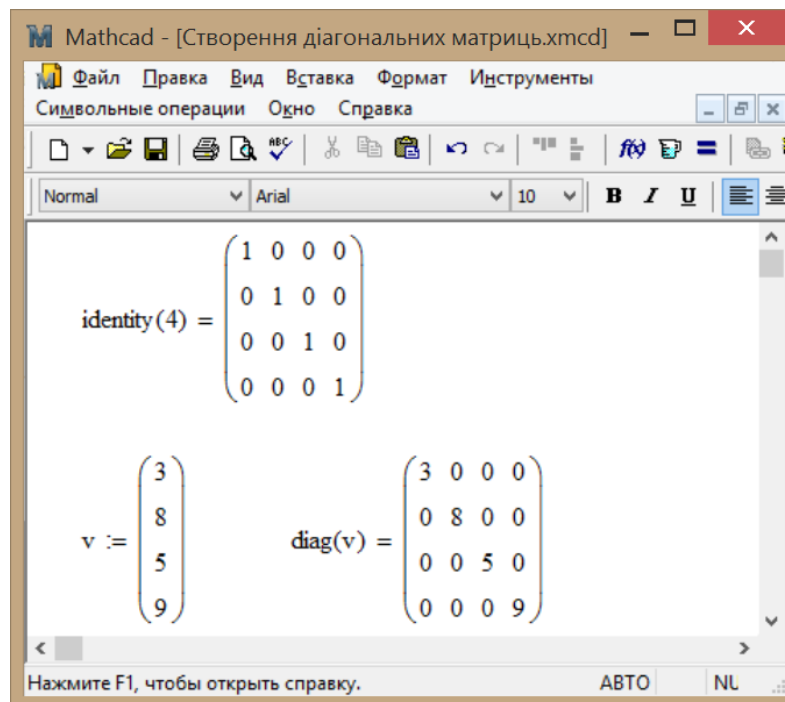 Mathcad - [Створення діагональних матриць.xmcd]
Файл Правка Вид Вставка Формат Инструменты
Символьные операции Окно Справка
ABC f(x)
Normal Arial 10 B I U
1 0 0 0
0 1 0 0
identity(4) =
0 0 1 0
0 0 0 1
3
8
v :=
5
9
3 0 0 0
0 8 0 0
diag(v) =
0 0 5 0
0 0 0 9
Нажмите F1, чтобы открыть справку. АВТО NU